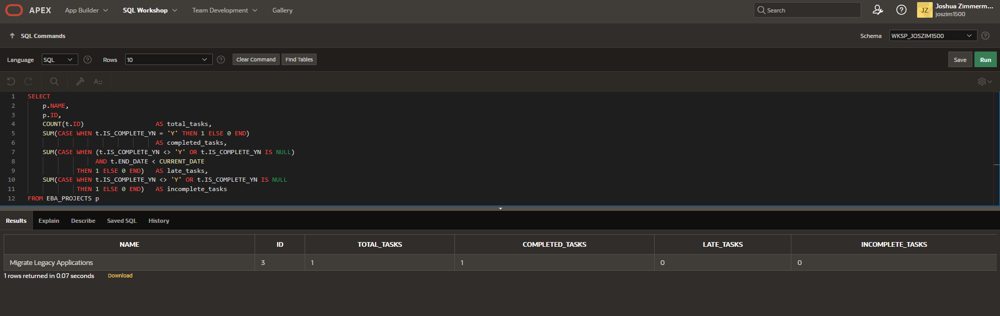 APEX App Builder SQL Workshop Team Development Gallery Search JZ Joshua Zimmerm...
joszim1500
SQL Commands Schema WKSP_JOSZIM1500
Language SQL Rows 10 Clear Command Find Tables Save Run
1 SELECT
2 p.NAME,
3 p.ID,
4 COUNT(t.ID) AS total_tasks,
5 SUM(CASE WHEN t.IS_COMPLETE_YN = 'Y' THEN 1 ELSE 0 END)
6 AS completed_tasks,
7 SUM(CASE WHEN (t.IS_COMPLETE_YN <> 'Y' OR t.IS_COMPLETE_YN IS NULL)
8 AND t.END_DATE < CURRENT_DATE
9 THEN 1 ELSE 0 END) AS late_tasks,
10 SUM(CASE WHEN t.IS_COMPLETE_YN <> 'Y' OR t.IS_COMPLETE_YN IS NULL
11 THEN 1 ELSE 0 END) AS incomplete_tasks
12 FROM EBA_PROJECTS p
Results Explain Describe Saved SQL History
NAME ID TOTAL_TASKS COMPLETED_TASKS LATE_TASKS INCOMPLETE_TASKS
Migrate Legacy Applications 3 1 1 0 0
1 rows returned in 0.07 seconds Download